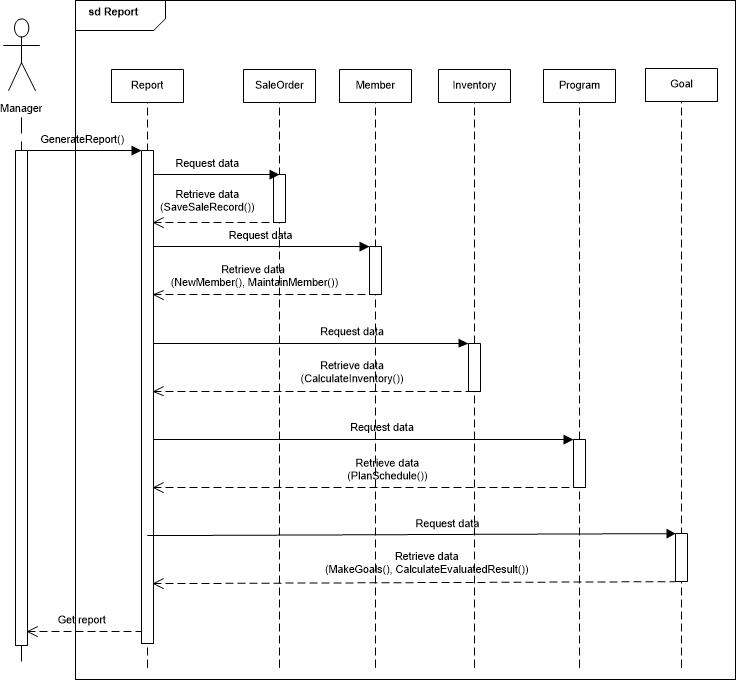 sd Report
Manager
Report
SaleOrder
Member
Inventory
Program
Goal
GenerateReport()
Request data
Retrieve data
(SaveSaleRecord())
Request data
Retrieve data
(NewMember(), MaintainMember())
Request data
Retrieve data
(CalculateInventory())
Request data
Retrieve data
(PlanSchedule())
Request data
Retrieve data
(MakeGoals(), CalculateEvaluatedResult())
Get report